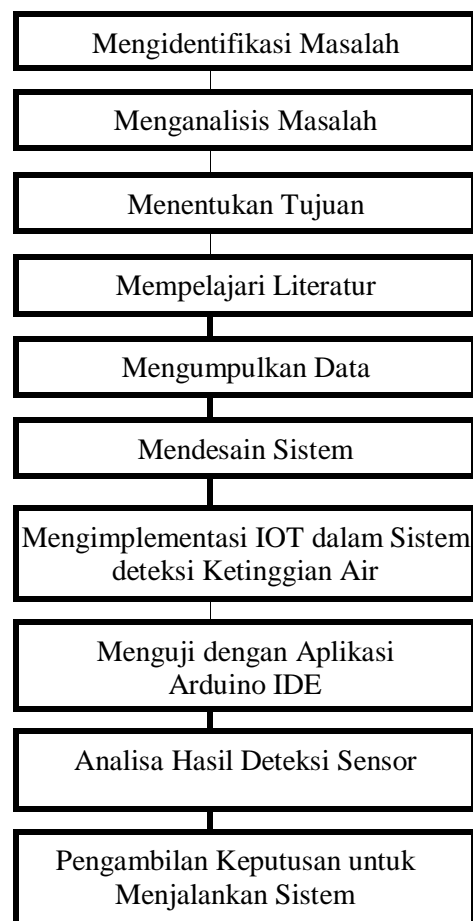 Mengidentifikasi Masalah
Menganalisis Masalah
Menentukan Tujuan
Mempelajari Literatur
Mengumpulkan Data
Mendesain Sistem
Mengimplementasi IOT dalam Sistem
deteksi Ketinggian Air
Menguji dengan Aplikasi
Arduino IDE
Analisa Hasil Deteksi Sensor
Pengambilan Keputusan untuk
Menjalankan Sistem